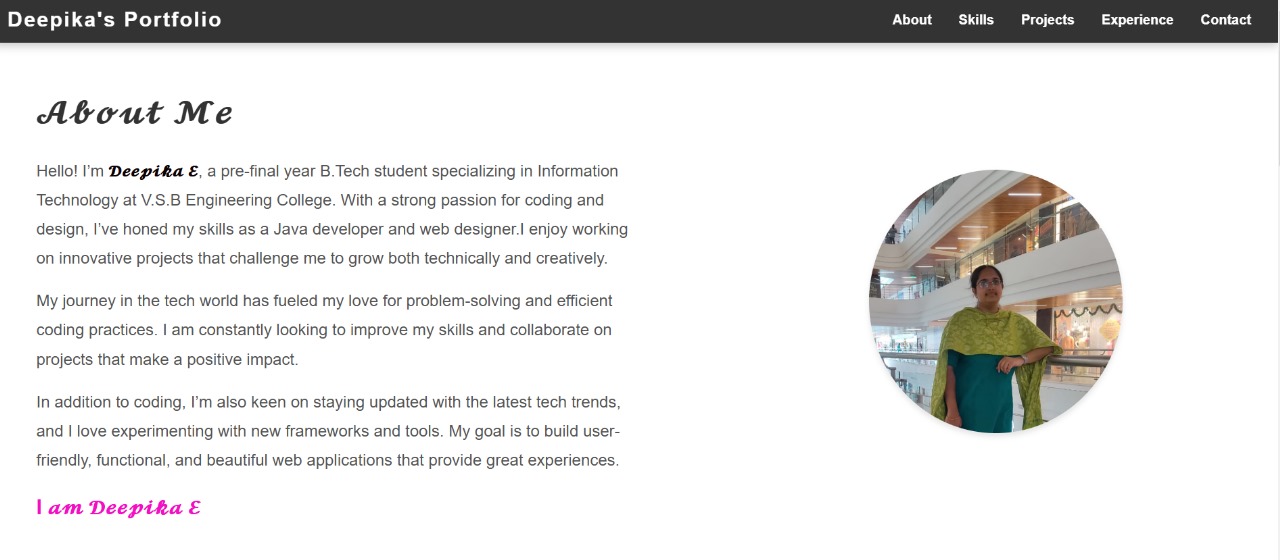 Deepika's Portfolio
About Skills Projects Experience Contact
About Me
Hello! I’m Deepika E, a pre-final year B.Tech student specializing in Information
Technology at V.S.B Engineering College. With a strong passion for coding and
design, I’ve honed my skills as a Java developer and web designer.I enjoy working
on innovative projects that challenge me to grow both technically and creatively.
My journey in the tech world has fueled my love for problem-solving and efficient
coding practices. I am constantly looking to improve my skills and collaborate on
projects that make a positive impact.
In addition to coding, I’m also keen on staying updated with the latest tech trends,
and I love experimenting with new frameworks and tools. My goal is to build user-
friendly, functional, and beautiful web applications that provide great experiences.
I am Deepika E